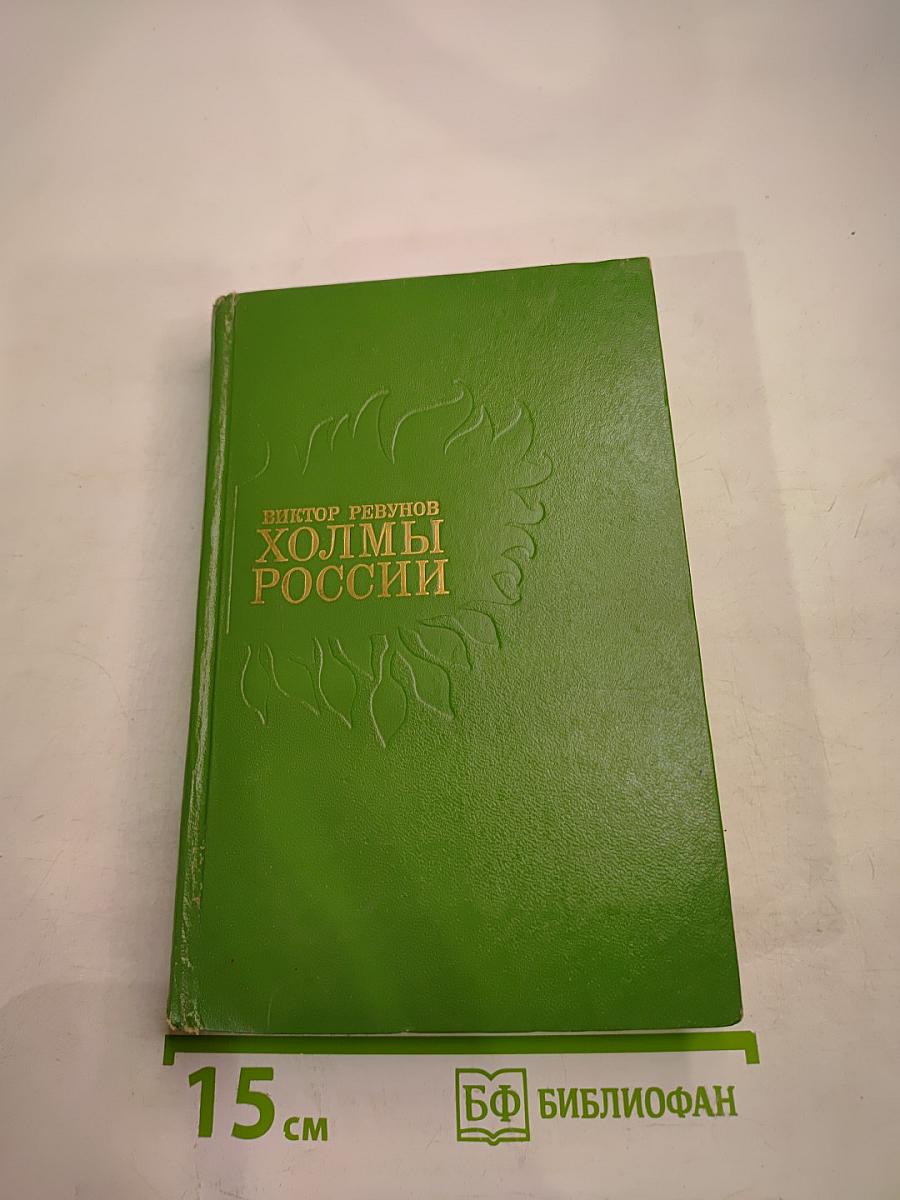 ВИКТОР РЕВУНОВ
ХОЛМЫ
РОССИИ
15 см
БФ БИБЛИОФАН